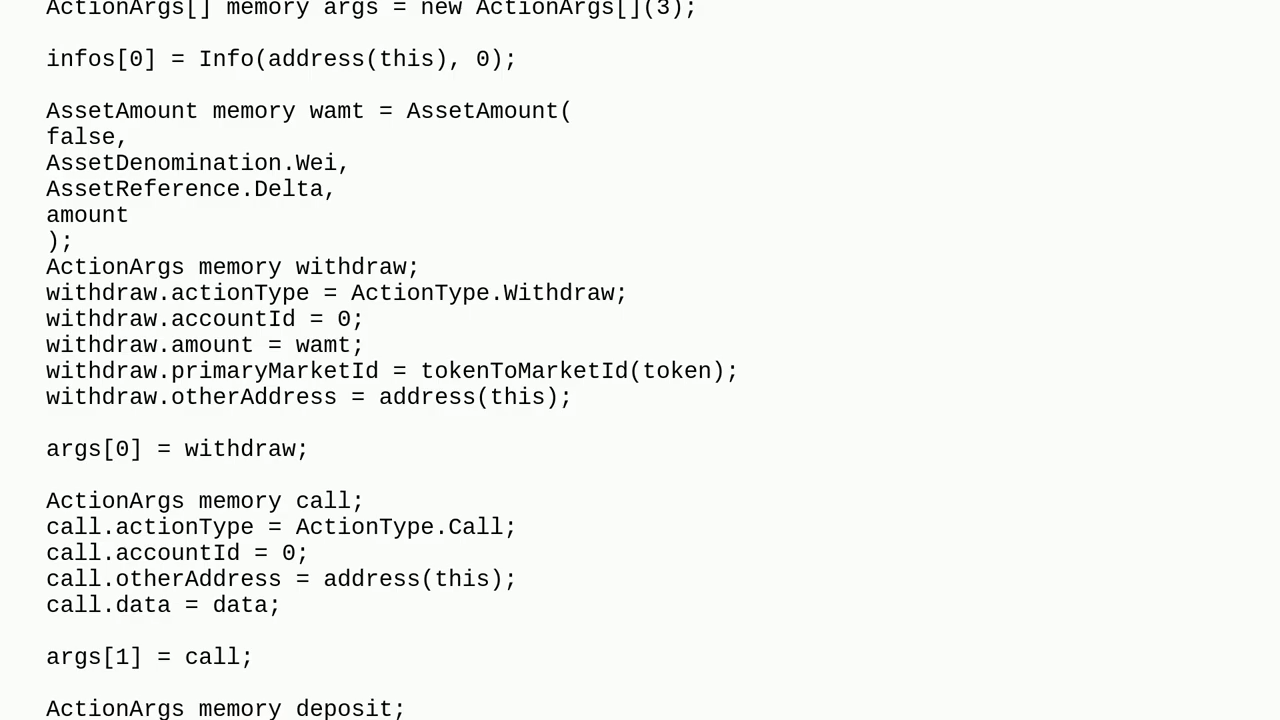 ActionArgs[] memory args = new ActionArgs[](3);
infos[0] = Info(address(this), 0);
AssetAmount memory wamt = AssetAmount(
false,
AssetDenomination.Wei,
AssetReference.Delta,
amount
);
ActionArgs memory withdraw;
withdraw.actionType = ActionType.Withdraw;
withdraw.accountId = 0;
withdraw.amount = wamt;
withdraw.primaryMarketId = tokenToMarketId(token);
withdraw.otherAddress = address(this);
args[0] = withdraw;
ActionArgs memory call;
call.actionType = ActionType.Call;
call.accountId = 0;
call.otherAddress = address(this);
call.data = data;
args[1] = call;
ActionArgs memory deposit;